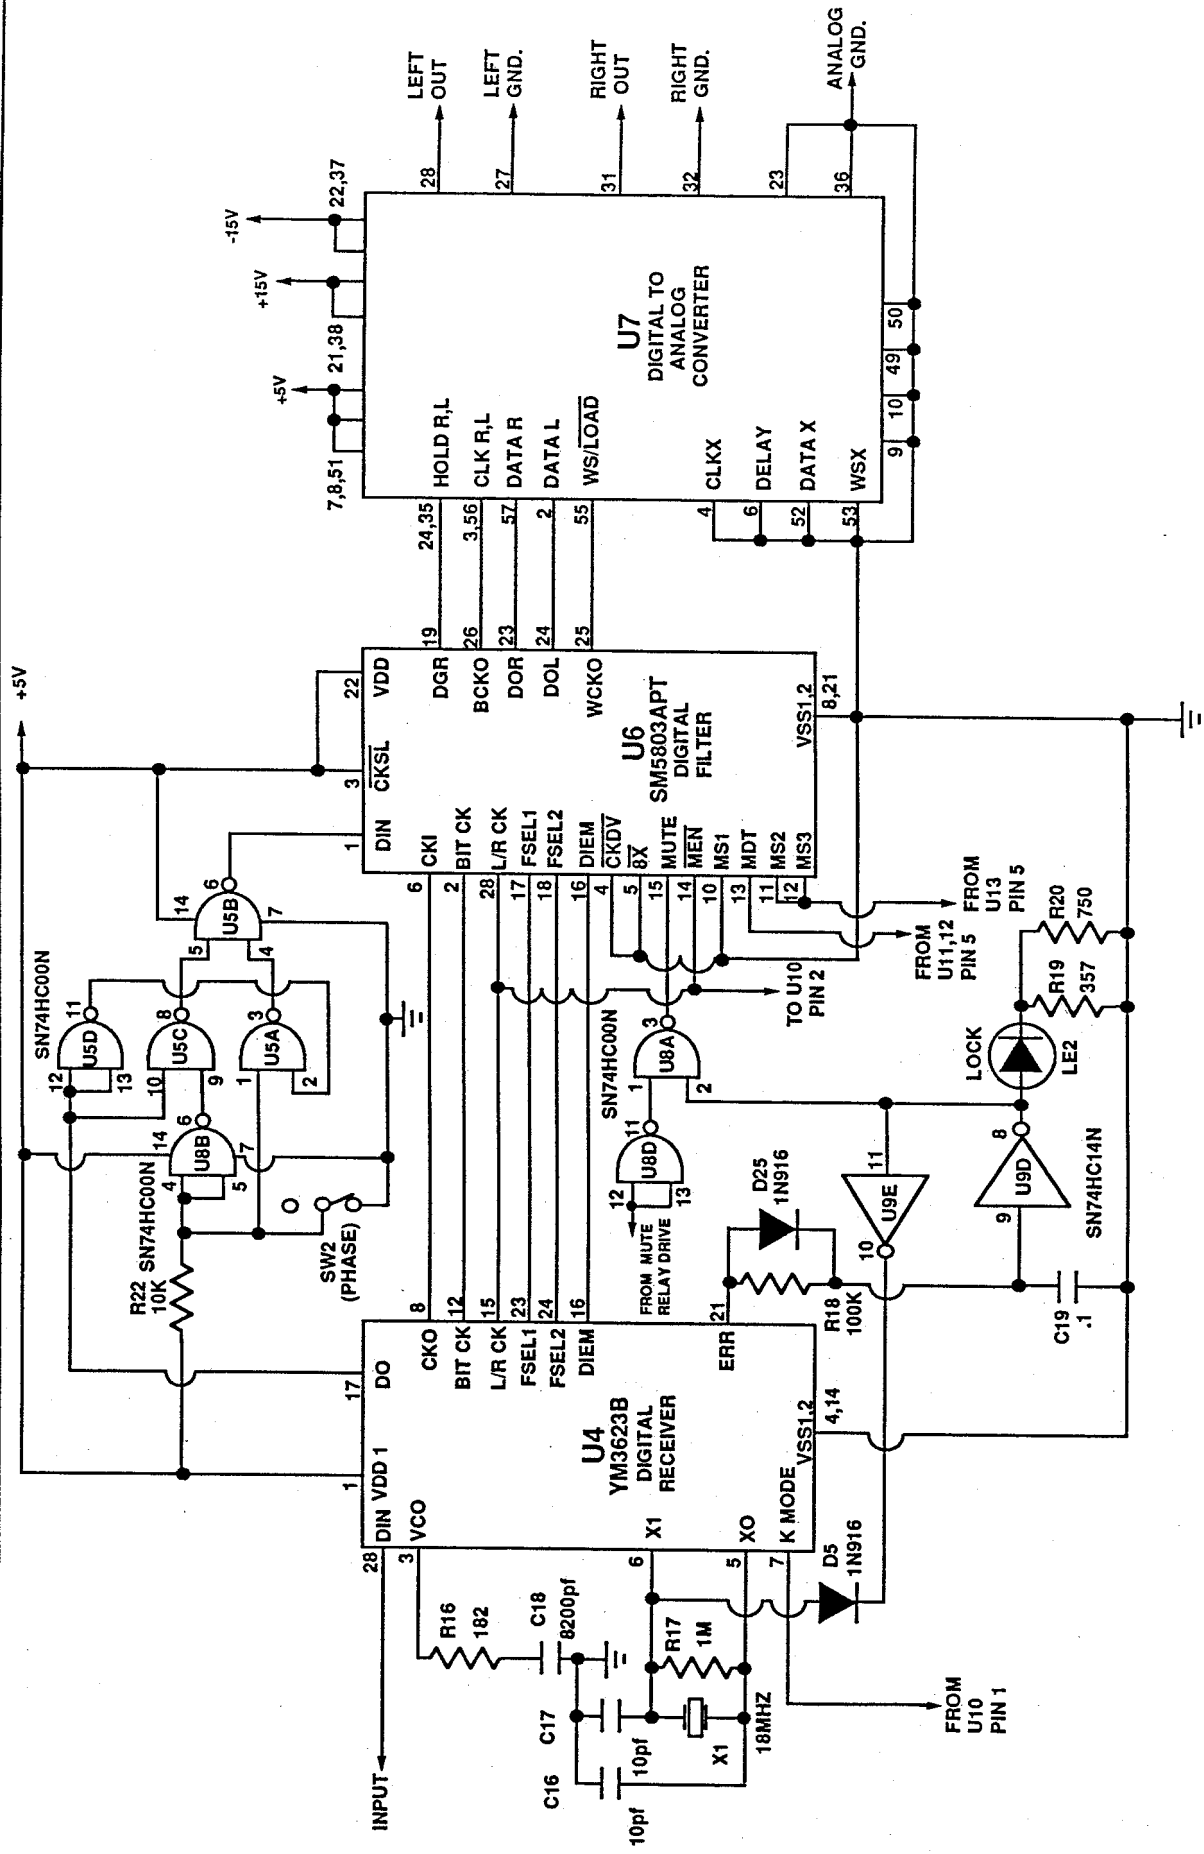 INPUT
28
DIN
1
VDD 1
17
DO
3
VCO
R16
182
C18
8200pf
C17
10pf
C16
10pf
X1
18MHZ
R17
1M
6
X1
5
XO
7
K MODE
FROM
U10
PIN 1
D5
1N916
U4
YM3623B
DIGITAL
RECEIVER
VSS1,2
4,14
CKO
8
BIT CK
12
L/R CK
15
FSEL1
23
FSEL2
24
DIEM
16
ERR
21
R22
10K
SN74HC00N
SW2
(PHASE)
4
5
14
7
U8B
6
SN74HC00N
12
13
U5D
11
10
9
U5C
8
1
2
U5A
3
5
4
14
7
U5B
6
+5V
FROM MUTE
RELAY DRIVE
12
13
U8D
11
SN74HC00N
1
2
U8A
3
D25
1N916
R18
100K
C19
.1
10
U9E
11
9
U9D
8
SN74HC14N
LOCK
LE2
R19
357
R20
750
TO U10
PIN 2
FROM
U11,12
PIN 5
FROM
U13
PIN 5
1
DIN
3
CKSL
22
VDD
6
CKI
2
BIT CK
28
L/R CK
17
FSEL1
18
FSEL2
16
DIEM
4
CKDV
5
8X
15
MUTE
14
MEN
10
MS1
13
MDT
11
MS2
12
MS3
U6
SM5803APT
DIGITAL
FILTER
VSS1,2
8,21
DGR
19
BCKO
26
DOR
23
DOL
24
WCKO
25
24,35
HOLD R,L
3,56
CLK R,L
57
DATA R
2
DATA L
55
WS/LOAD
4
CLKX
6
DELAY
52
DATA X
53
WSX
7,8,51
+5V
21,38
+15V
22,37
-15V
U7
DIGITAL TO
ANALOG
CONVERTER
9
10
49
50
28
LEFT
OUT
27
LEFT
GND.
31
RIGHT
OUT
32
RIGHT
GND.
23
36
ANALOG
GND.